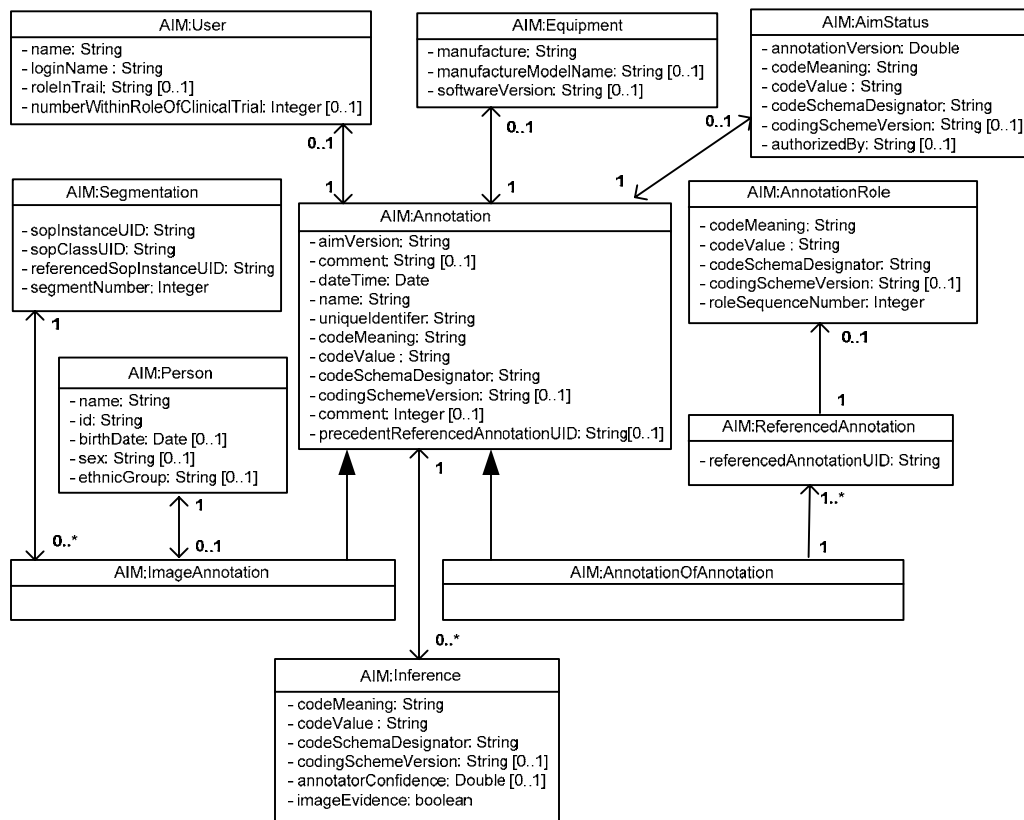 AIM:User
- name: String
- loginName : String
- roleInTrail: String [0..1]
- numberWithinRoleOfClinicalTrial: Integer [0..1]
AIM:Equipment
- manufacture: String
- manufactureModelName: String [0..1]
- softwareVersion: String [0..1]
AIM:AimStatus
- annotationVersion: Double
- codeMeaning: String
- codeValue : String
- codeSchemaDesignator: String
- codingSchemeVersion: String [0..1]
- authorizedBy: String [0..1]
0..1
1
0..1
1
0..1
1
AIM:Segmentation
- sopInstanceUID: String
- sopClassUID: String
- referencedSopInstanceUID: String
- segmentNumber: Integer
1
0..*
AIM:Annotation
- aimVersion: String
- comment: String [0..1]
- dateTime: Date
- name: String
- uniqueIdentifer: String
- codeMeaning: String
- codeValue : String
- codeSchemaDesignator: String
- codingSchemeVersion: String [0..1]
- comment: Integer [0..1]
- precedentReferencedAnnotationUID: String[0..1]
AIM:AnnotationRole
- codeMeaning: String
- codeValue : String
- codeSchemaDesignator: String
- codingSchemeVersion: String [0..1]
- roleSequenceNumber: Integer
0..1
1
AIM:Person
- name: String
- id: String
- birthDate: Date [0..1]
- sex: String [0..1]
- ethnicGroup: String [0..1]
1
0..1
AIM:ReferencedAnnotation
- referencedAnnotationUID: String
1..*
1
AIM:ImageAnnotation
AIM:AnnotationOfAnnotation
1
0..*
AIM:Inference
- codeMeaning: String
- codeValue : String
- codeSchemaDesignator: String
- codingSchemeVersion: String [0..1]
- annotatorConfidence: Double [0..1]
- imageEvidence: boolean